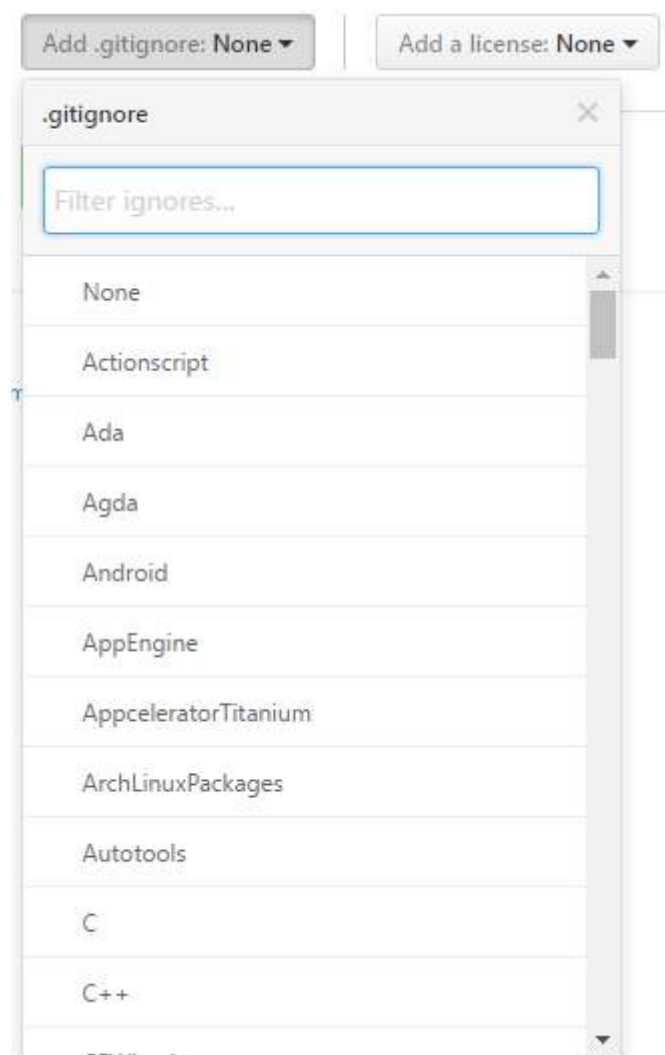 Add .gitignore: None Add a license: None
.gitignore
Filter ignores...
None
Actionscript
Ada
Agda
Android
AppEngine
AppceleratorTitanium
ArchLinuxPackages
Autotools
C
C++